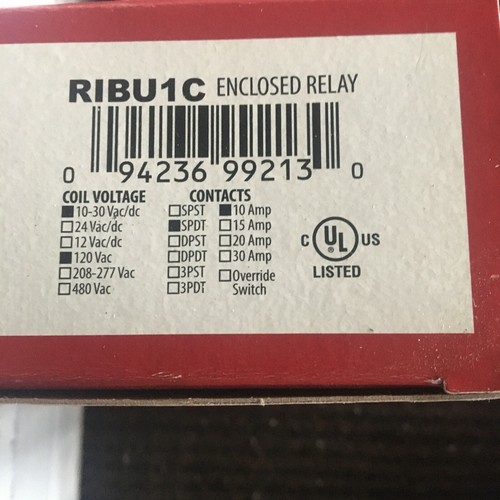 RIBU1C ENCLOSED RELAY
0 94236 99213 0
COIL VOLTAGE CONTACTS
■10-30 Vac/dc □SPST ■10 Amp
□24 Vac/dc ■SPDT □15 Amp
□12 Vac/dc □DPST □20 Amp
■120 Vac □DPDT □30 Amp
□208-277 Vac □3PST □Override
□480 Vac □3PDT Switch
C UL US
LISTED